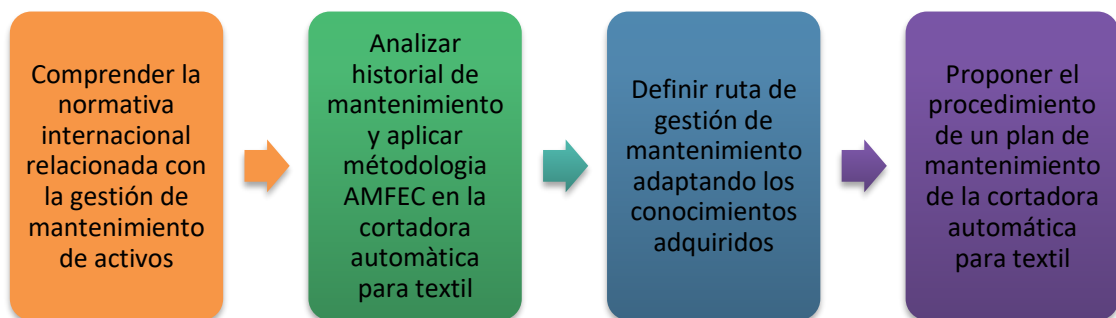 Comprender la
normativa
internacional
relacionada con
la gestión de
mantenimiento
de activos
Analizar
historial de
mantenimiento
y aplicar
métodologia
AMFEC en la
cortadora
automàtica
para textil
Definir ruta de
gestión de
mantenimiento
adaptando los
conocimientos
adquiridos
Proponer el
procedimiento
de un plan de
mantenimiento
de la cortadora
automática
para textil